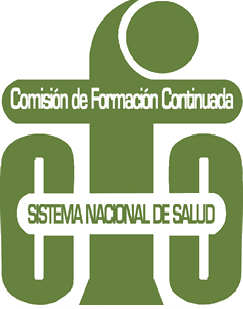 Comisión de Formación Continuada
SISTEMA NACIONAL DE SALUD